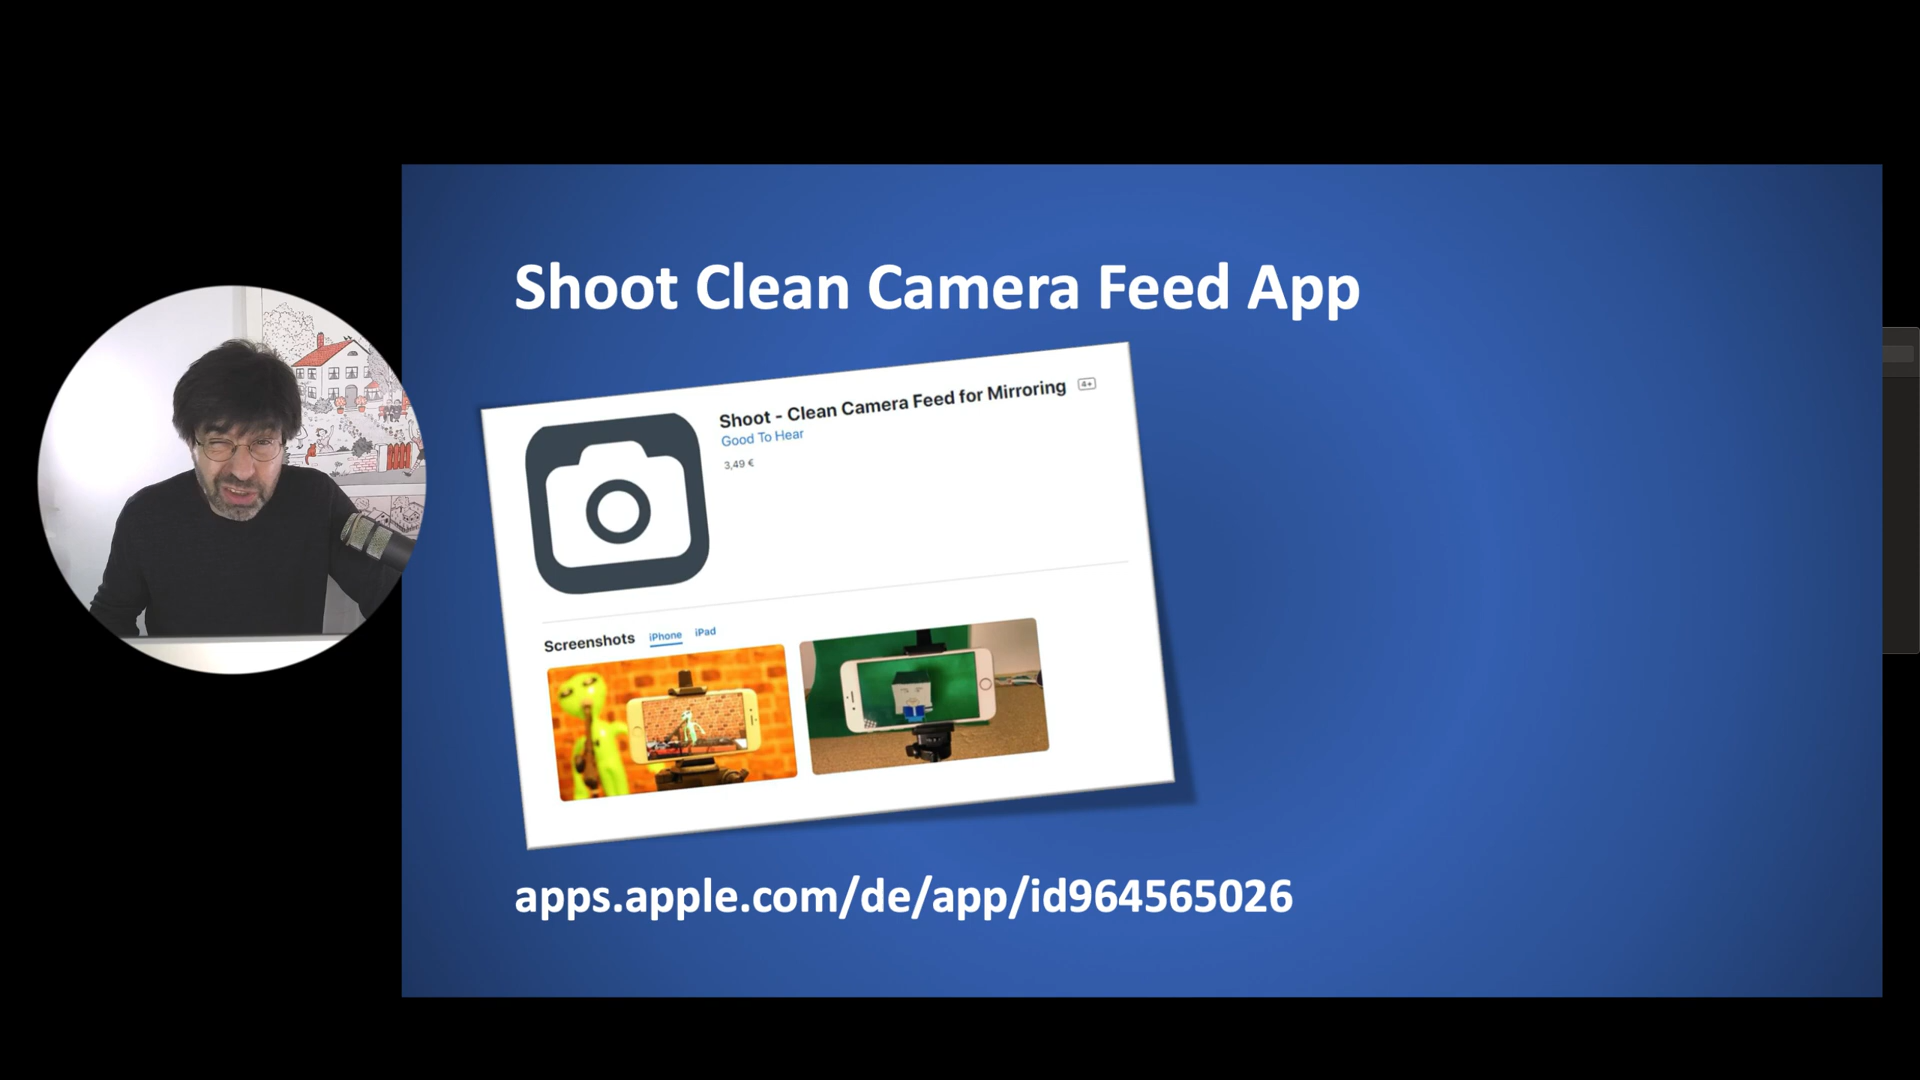 Shoot Clean Camera Feed App
Shoot - Clean Camera Feed for Mirroring 4+
Good To Hear
3,49 €
Screenshots iPhone iPad
apps.apple.com/de/app/id964565026